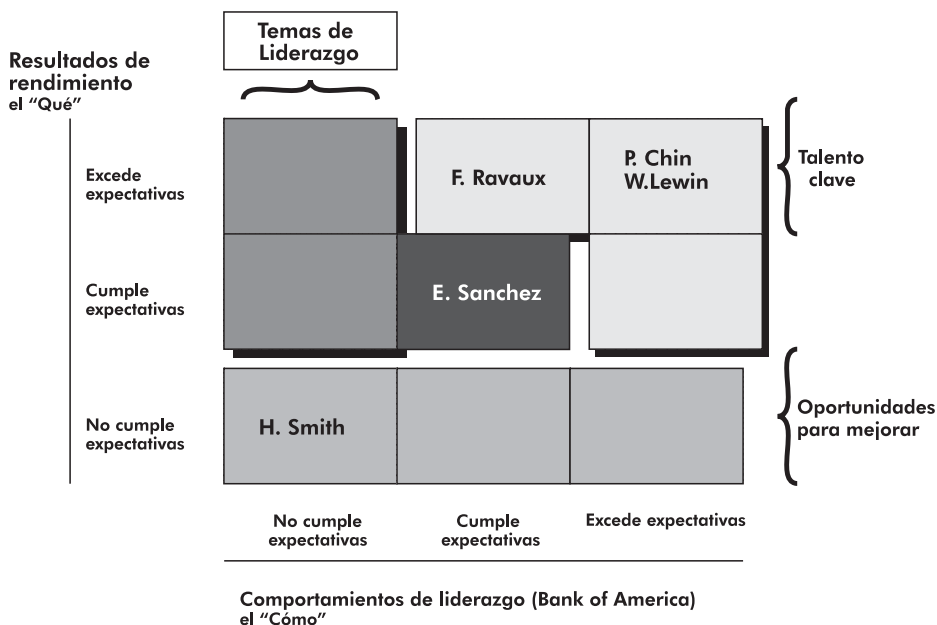 Temas de
Liderazgo
Resultados de
rendimiento
el “Qué”
Excede
expectativas
F. Ravaux
P. Chin
W.Lewin
Talento
clave
Cumple
expectativas
E. Sanchez
No cumple
expectativas
H. Smith
Oportunidades
para mejorar
No cumple
expectativas
Cumple
expectativas
Excede expectativas
Comportamientos de liderazgo (Bank of America)
el “Cómo”